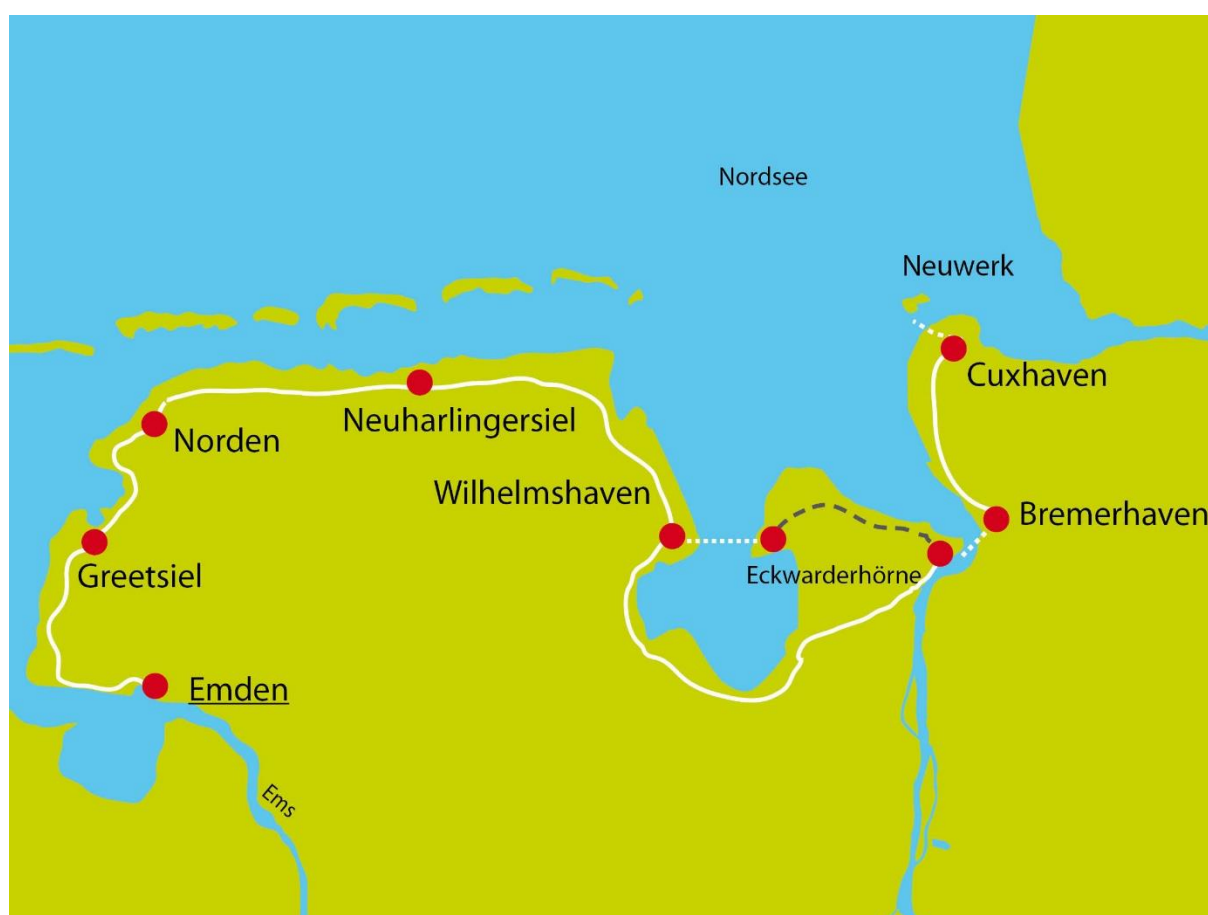 Nordsee
Neuwerk
Cuxhaven
Neuharlingersiel
Norden
Wilhelmshaven
Bremerhaven
Greetsiel
Eckwarderhörne
Emden
Ems